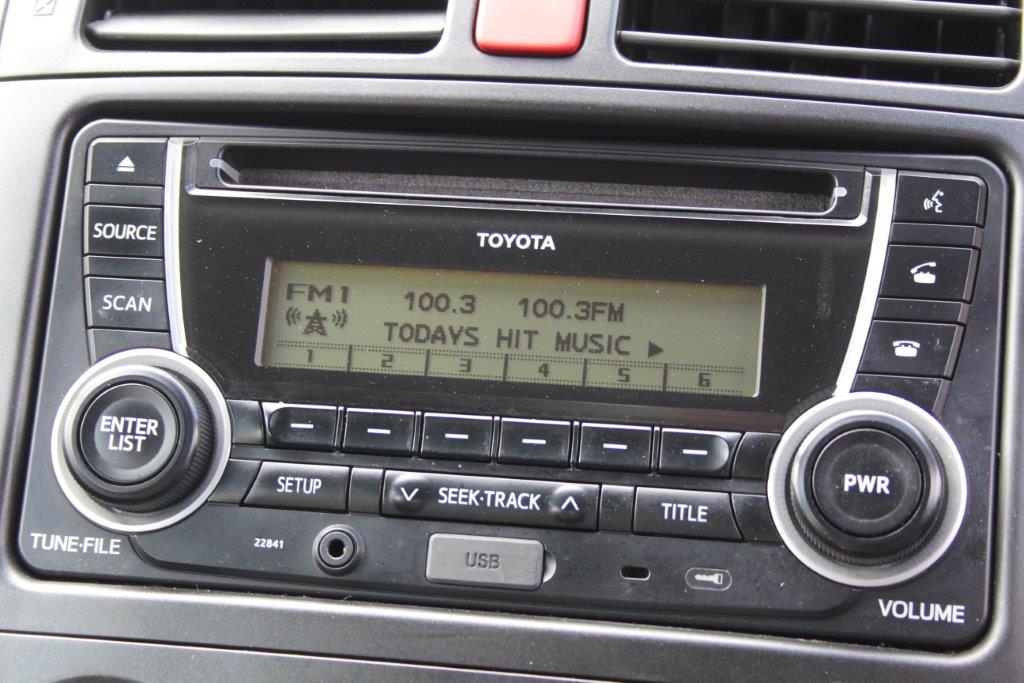 TOYOTA
SOURCE
SCAN
FM1 100.3 100.3FM
TODAYS HIT MUSIC
1 2 3 4 5 6
ENTER
LIST
PWR
SETUP
SEEK·TRACK
TITLE
TUNE·FILE
22841
USB
VOLUME